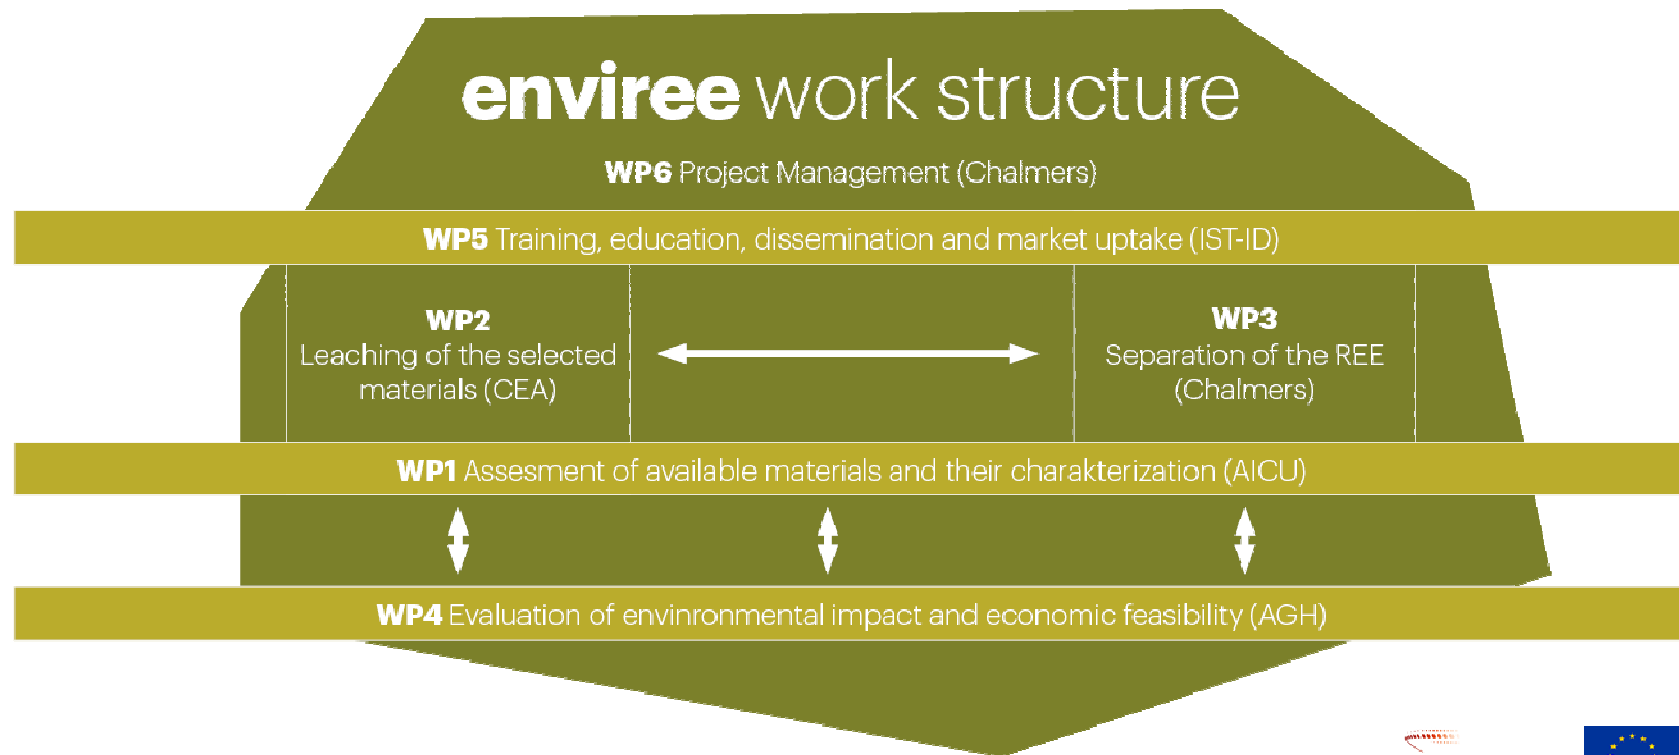 enviree work structure
WP6 Project Management (Chalmers)
WP5 Training, education, dissemination and market uptake (IST-ID)
WP2
Leaching of the selected
materials (CEA)
WP3
Separation of the REE
(Chalmers)
WP1 Assesment of available materials and their charakterization (AICU)
WP4 Evaluation of envinronmental impact and economic feasibility (AGH)